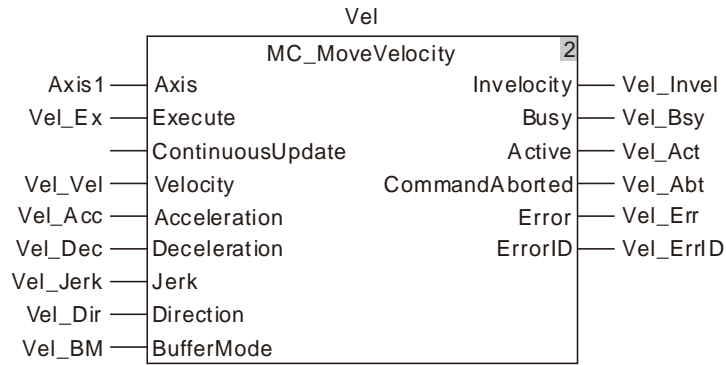 Vel
MC_MoveVelocity 2
Axis1 Axis Invelocity Vel_Invel
Vel_Ex Execute Busy Vel_Bsy
ContinuousUpdate Active Vel_Act
Vel_Vel Velocity CommandAborted Vel_Abt
Vel_Acc Acceleration Error Vel_Err
Vel_Dec Deceleration ErrorID Vel_ErrID
Vel_Jerk Jerk
Vel_Dir Direction
Vel_BM BufferMode